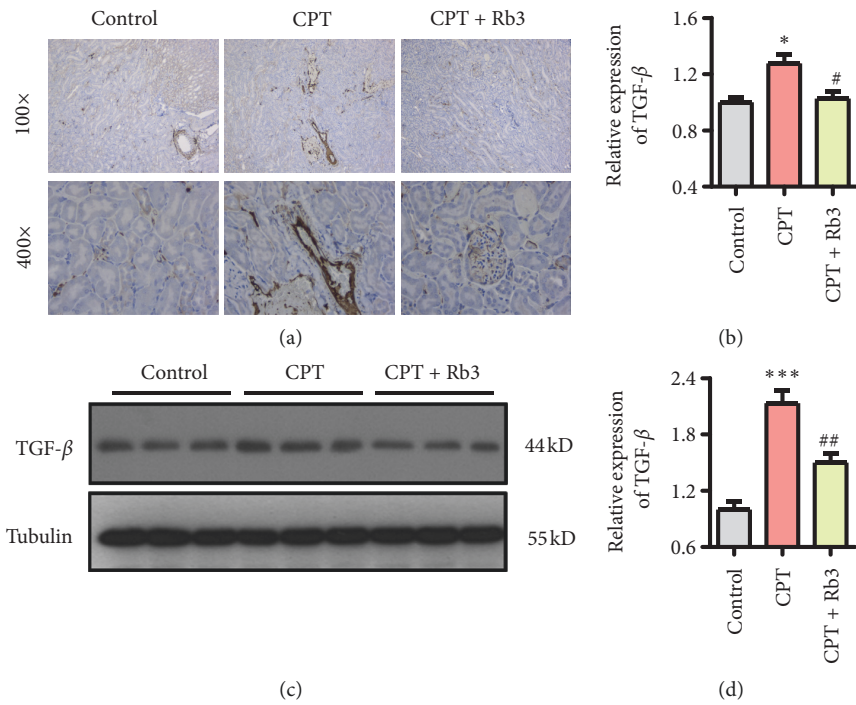 Control CPT CPT + Rb3
100×
400×
(a)
Relative expression
of TGF-β
1.6
1.2
0.8
0.4
*
#
Control
CPT
CPT + Rb3
(b)
Control CPT CPT + Rb3
TGF-β 44 kD
Tubulin 55 kD
(c)
Relative expression
of TGF-β
2.4
1.8
1.2
0.6
***
##
Control
CPT
CPT + Rb3
(d)